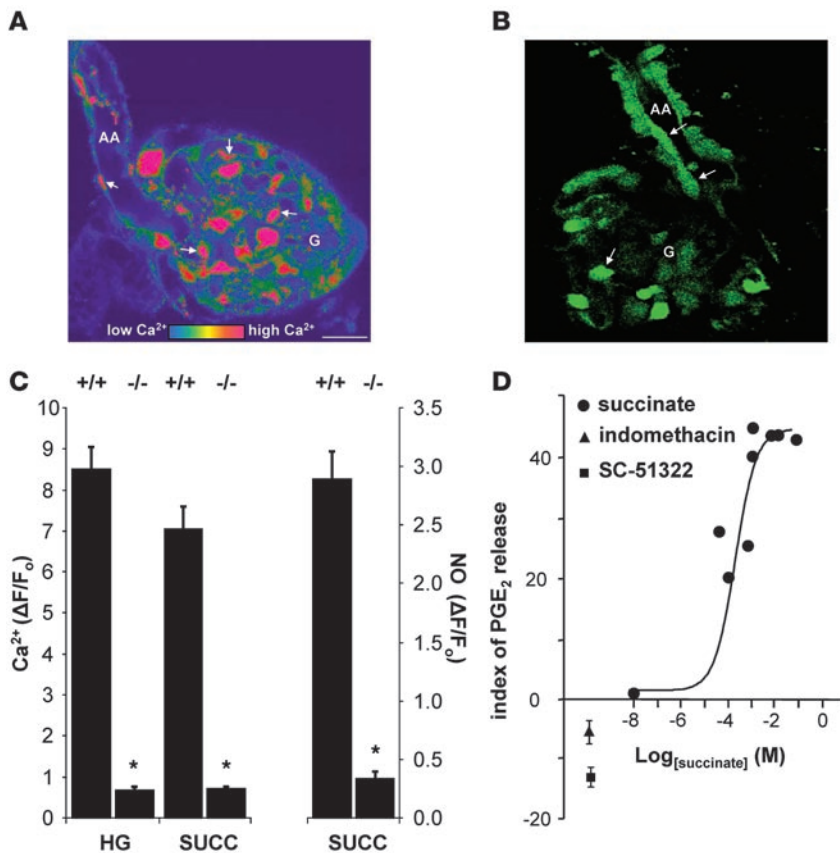 A
AA
G
low Ca²⁺ high Ca²⁺
B
AA
G
C
+/+ -/- +/+ -/- +/+ -/-
10
9
8
7
6
5
4
3
2
1
0
Ca²⁺ (ΔF/Fₒ)
3.5
3.0
2.5
2.0
1.5
1.0
0.5
0.0
NO (ΔF/Fₒ)
* * *
HG SUCC SUCC
D
succinate
indomethacin
SC-51322
40
20
0
-20
index of PGE₂ release
-8 -6 -4 -2 0
Log[succinate] (M)